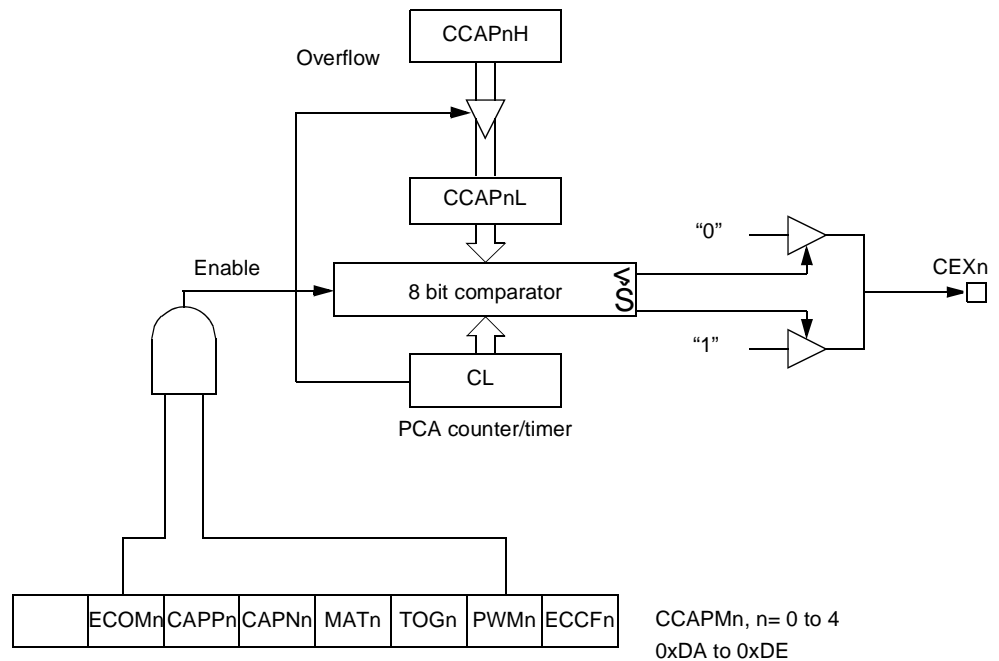 CCAPnH
Overflow
CCAPnL
“0”
Enable
8 bit comparator
<
CEXn
“1”
CL
PCA counter/timer
ECOMn CAPPn CAPNn MATn TOGn PWMn ECCFn
CCAPMn, n= 0 to 4
0xDA to 0xDE